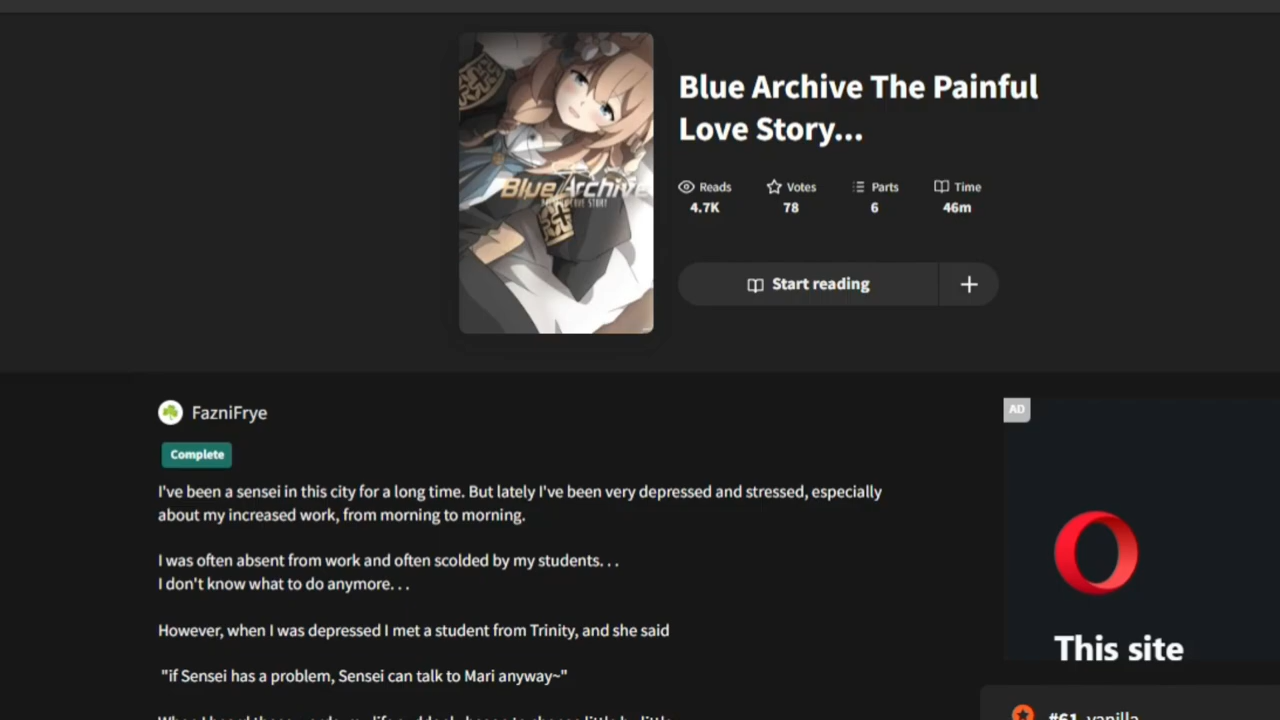 Blue Archive The Painful
Love Story...
Reads
Votes
Parts
Time
4.7K
78
6
46m
Blue Archive
Start reading
FazniFrye
AD
Complete
I've been a sensei in this city for a long time. But lately I've been very depressed and stressed, especially
about my increased work, from morning to morning.
I was often absent from work and often scolded by my students. . .
I don't know what to do anymore. . .
However, when I was depressed I met a student from Trinity, and she said
"if Sensei has a problem, Sensei can talk to Mari anyway~"
This site
#61 vanilla